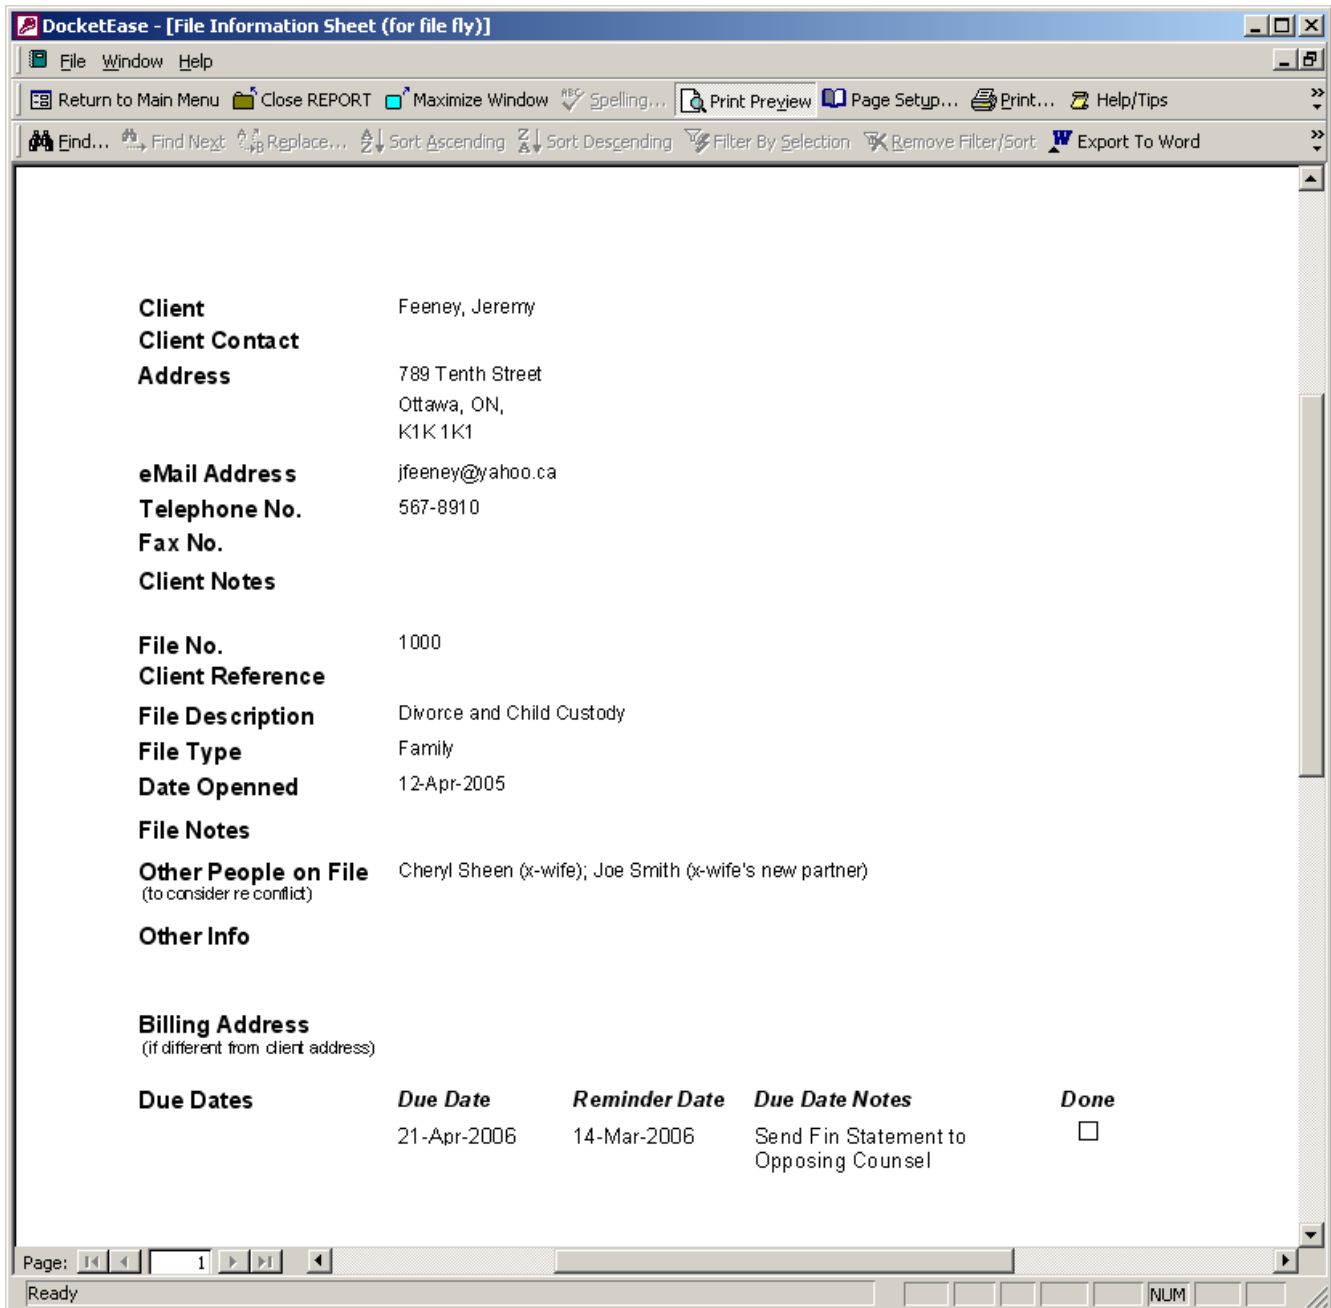 DocketEase - [File Information Sheet (for file fly)]
File Window Help
Return to Main Menu Close REPORT Maximize Window Spelling... Print Preview Page Setup... Print... Help/Tips
Find... Find Next Replace... Sort Ascending Sort Descending Filter By Selection Remove Filter/Sort Export To Word
Client Feeney, Jeremy
Client Contact
Address 789 Tenth Street
Ottawa, ON,
K1K 1K1
eMail Address jfeeney@yahoo.ca
Telephone No. 567-8910
Fax No.
Client Notes
File No. 1000
Client Reference
File Description Divorce and Child Custody
File Type Family
Date Openned 12-Apr-2005
File Notes
Other People on File Cheryl Sheen (x-wife); Joe Smith (x-wife's new partner)
(to consider re conflict)
Other Info
Billing Address
(if different from client address)
Due Dates Due Date Reminder Date Due Date Notes Done
21-Apr-2006 14-Mar-2006 Send Fin Statement to
Opposing Counsel
Page: 1
Ready NUM